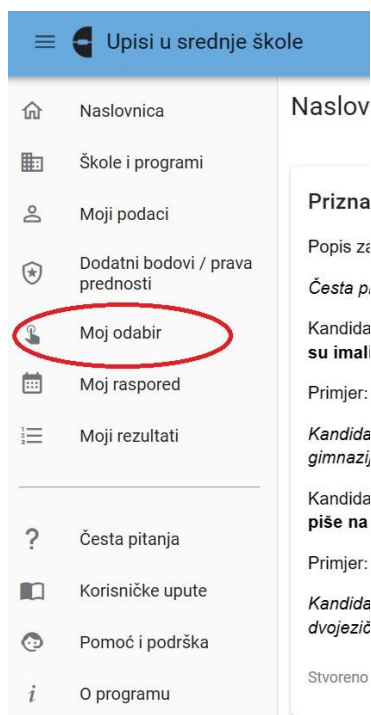 Upisi u srednje škole
Naslovnica
Škole i programi
Moji podaci
Dodatni bodovi / prava
prednosti
Moj odabir
Moj raspored
Moji rezultati
Česta pitanja
Korisničke upute
Pomoć i podrška
O programu
Naslov
Prizna
Popis za
Česta p
Kandida
su imali
Primjer:
Kandida
gimnazij
Kandida
piše na
Primjer:
Kandida
dvojezič
Stvoreno